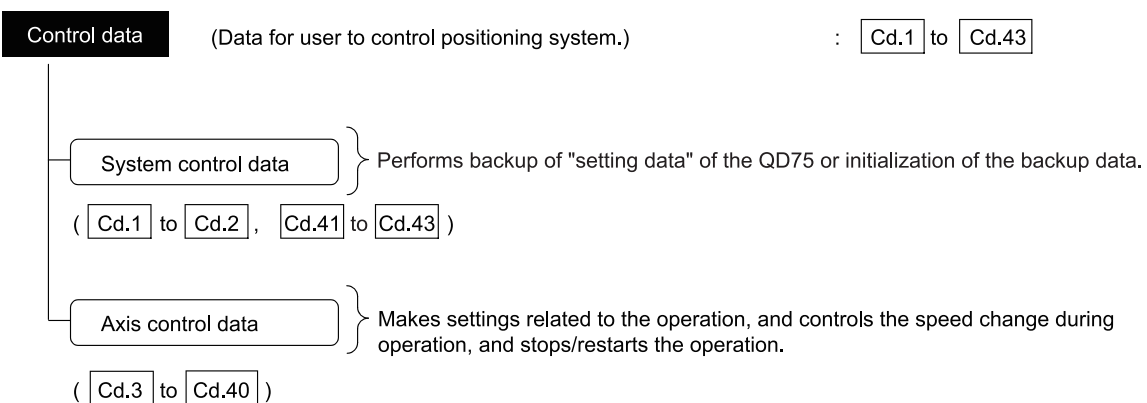 Control data (Data for user to control positioning system.) : Cd.1 to Cd.43
System control data Performs backup of "setting data" of the QD75 or initialization of the backup data.
( Cd.1 to Cd.2 , Cd.41 to Cd.43 )
Axis control data Makes settings related to the operation, and controls the speed change during
operation, and stops/restarts the operation.
( Cd.3 to Cd.40 )